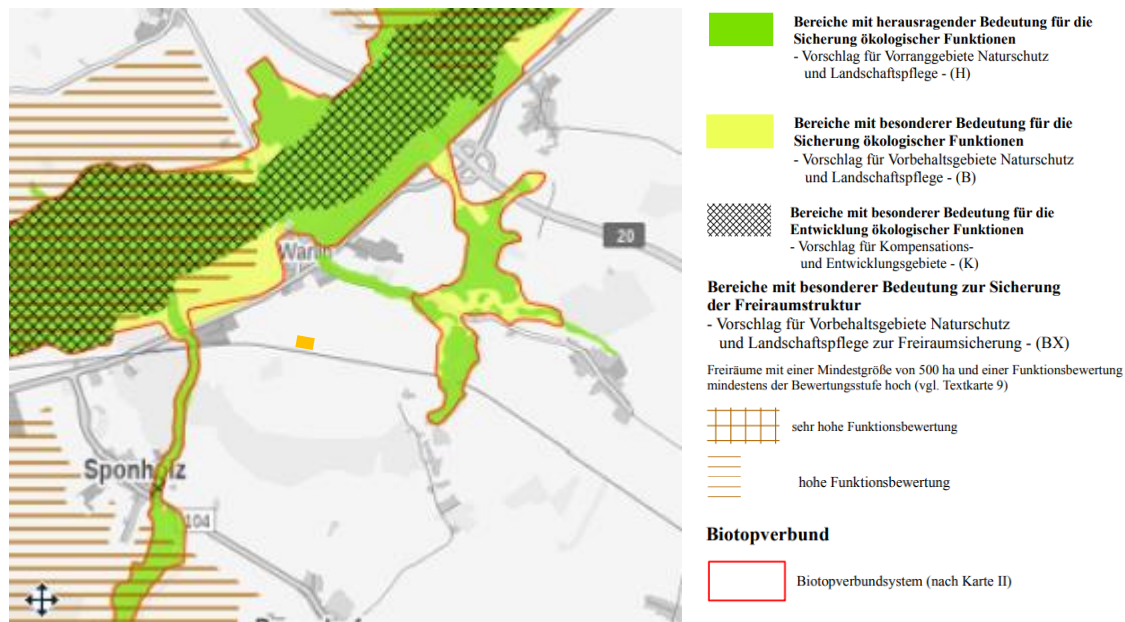 Warlin
20
Sponholz
104
Bereiche mit herausragender Bedeutung für die
Sicherung ökologischer Funktionen
- Vorschlag für Vorranggebiete Naturschutz
und Landschaftspflege - (H)
Bereiche mit besonderer Bedeutung für die
Sicherung ökologischer Funktionen
- Vorschlag für Vorbehaltsgebiete Naturschutz
und Landschaftspflege - (B)
Bereiche mit besonderer Bedeutung für die
Entwicklung ökologischer Funktionen
- Vorschlag für Kompensations-
und Entwicklungsgebiete - (K)
Bereiche mit besonderer Bedeutung zur Sicherung
der Freiraumstruktur
- Vorschlag für Vorbehaltsgebiete Naturschutz
und Landschaftspflege zur Freiraumsicherung - (BX)
Freiräume mit einer Mindestgröße von 500 ha und einer Funktionsbewertung
mindestens der Bewertungsstufe hoch (vgl. Textkarte 9)
sehr hohe Funktionsbewertung
hohe Funktionsbewertung
Biotopverbund
Biotopverbundsystem (nach Karte II)